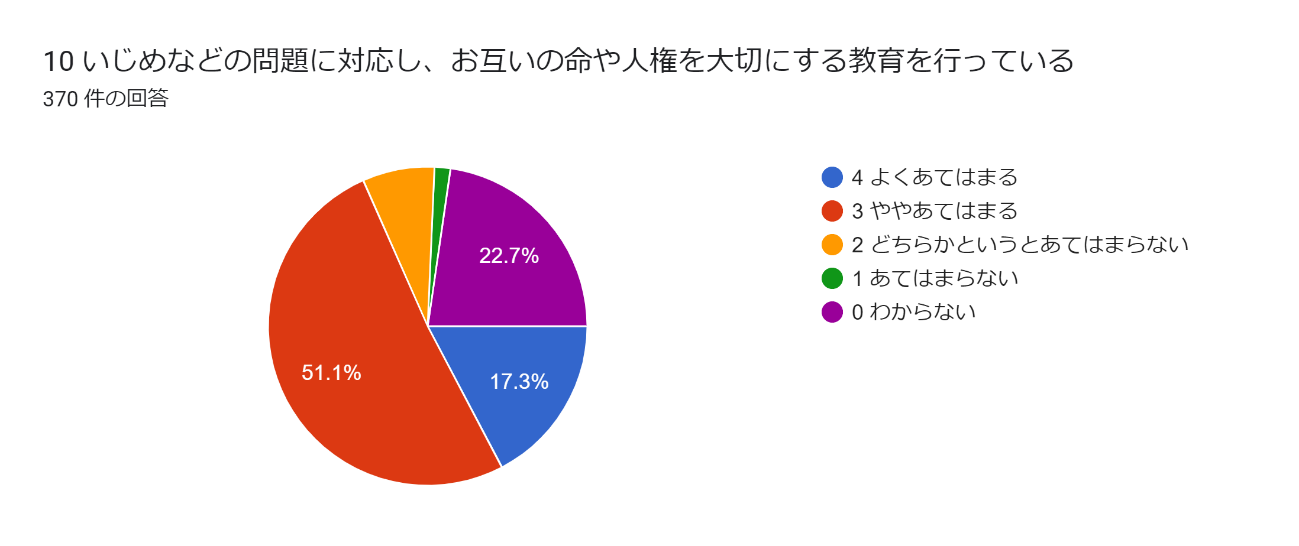 10 いじめなどの問題に対応し、お互いの命や人権を大切にする教育を行っている
370 件の回答
4 よくあてはまる
3 ややあてはまる
2 どちらかというとあてはまらない
1 あてはまらない
0 わからない
22.7%
51.1%
17.3%